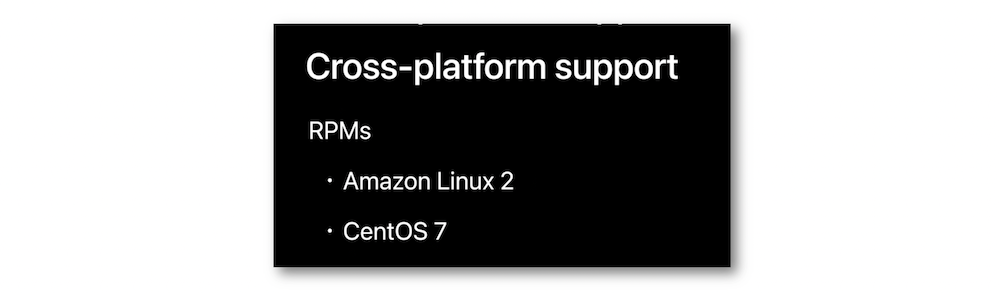 Cross-platform support
RPMs
• Amazon Linux 2
• CentOS 7